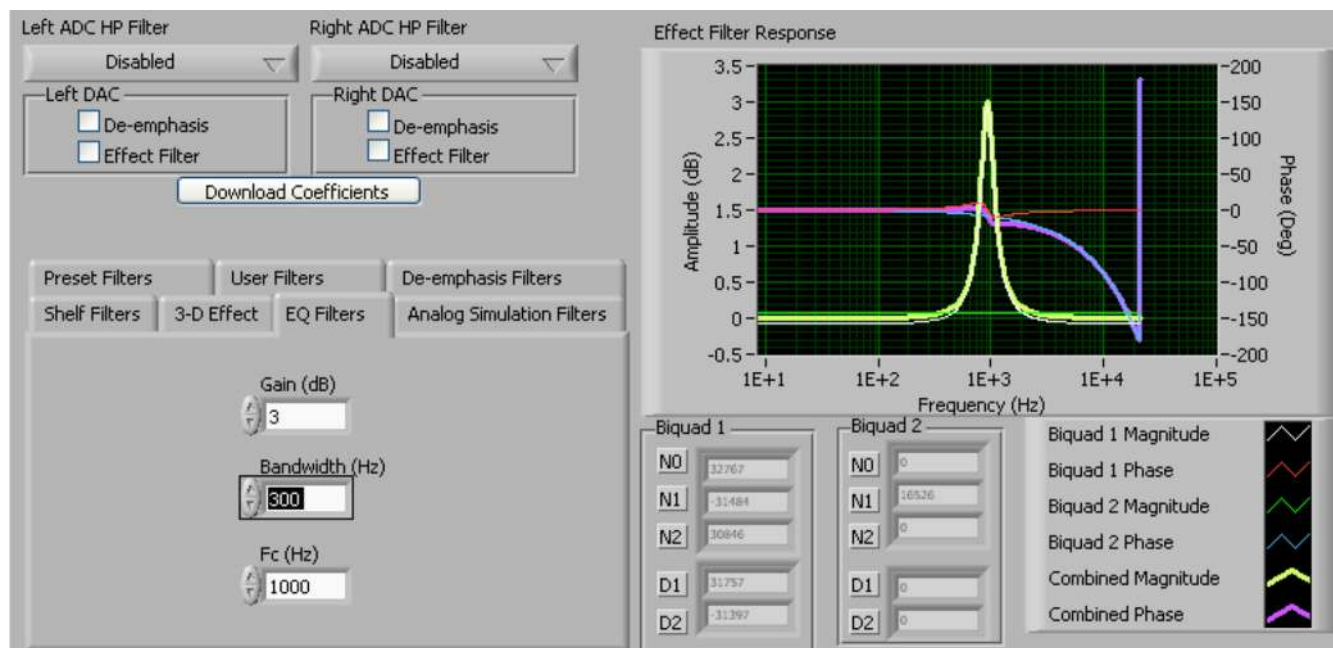 Left ADC HP Filter
Right ADC HP Filter
Disabled
Disabled
Left DAC
De-emphasis
Effect Filter
Right DAC
De-emphasis
Effect Filter
Download Coefficients
Preset Filters
User Filters
De-emphasis Filters
Shelf Filters
3-D Effect
EQ Filters
Analog Simulation Filters
Gain (dB)
3
Bandwidth (Hz)
300
Fc (Hz)
1000
Effect Filter Response
Amplitude (dB)
3.5
3
2.5
2
1.5
1
0.5
0
-0.5
200
150
100
50
0
-50
-100
-150
-200
Phase (Deg)
1E+1
1E+2
1E+3
1E+4
1E+5
Frequency (Hz)
Biquad 1
N0 32767
N1 -31484
N2 30846
D1 31757
D2 -31397
Biquad 2
N0 0
N1 16526
N2 0
D1 0
D2 0
Biquad 1 Magnitude
Biquad 1 Phase
Biquad 2 Magnitude
Biquad 2 Phase
Combined Magnitude
Combined Phase